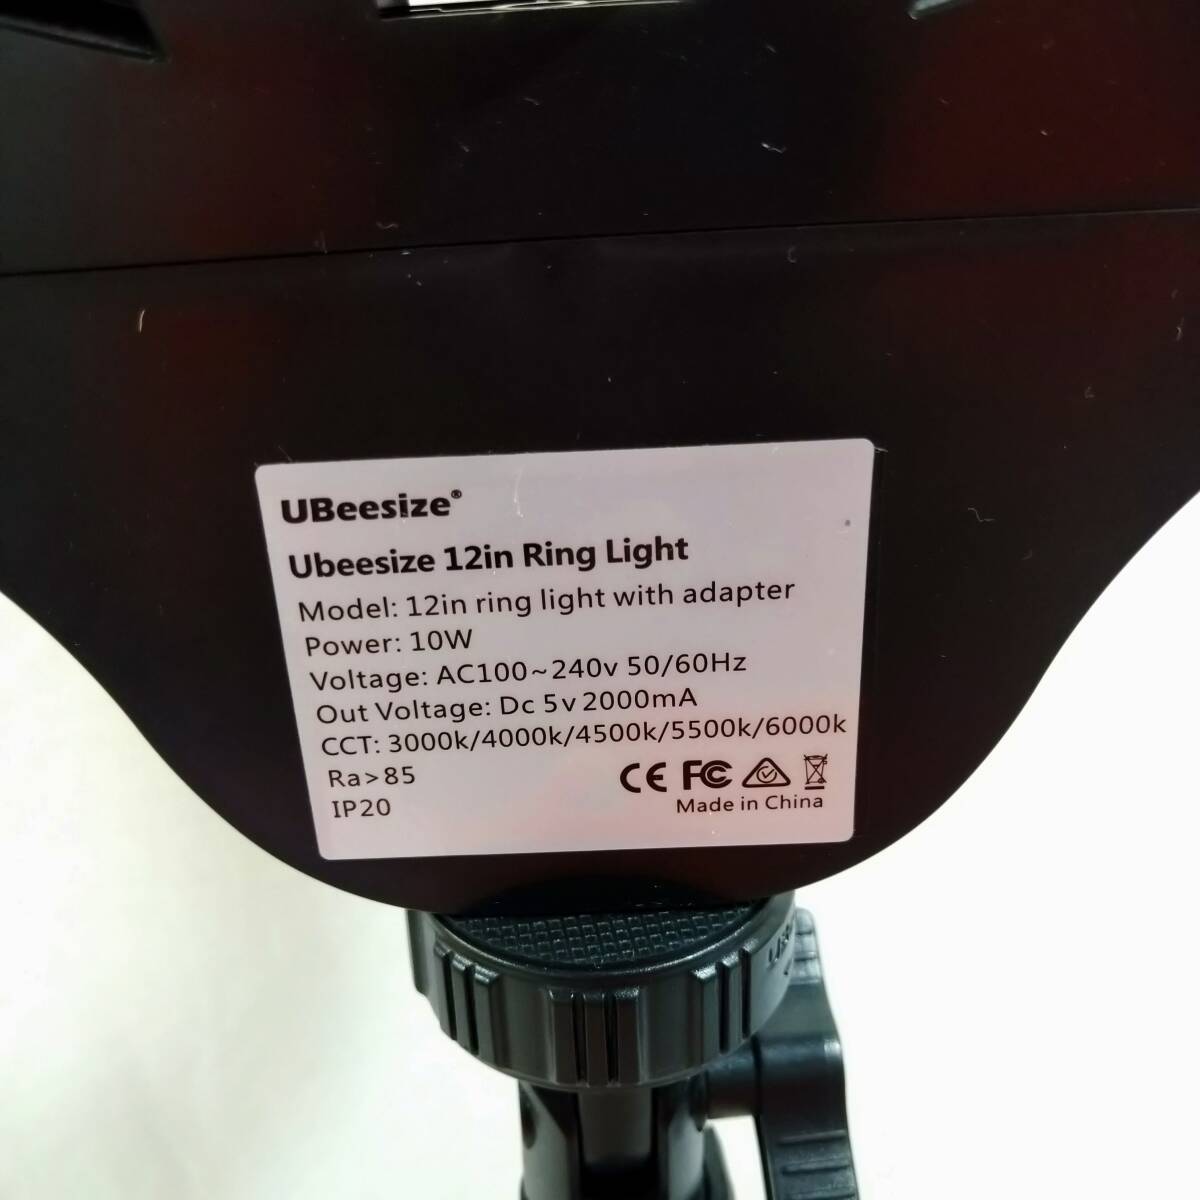 UBeesize®
Ubeesize 12in Ring Light
Model: 12in ring light with adapter
Power: 10W
Voltage: AC100~240v 50/60Hz
Out Voltage: Dc 5v 2000mA
CCT: 3000k/4000k/4500k/5500k/6000k
Ra>85
IP20
CE FC
Made in China